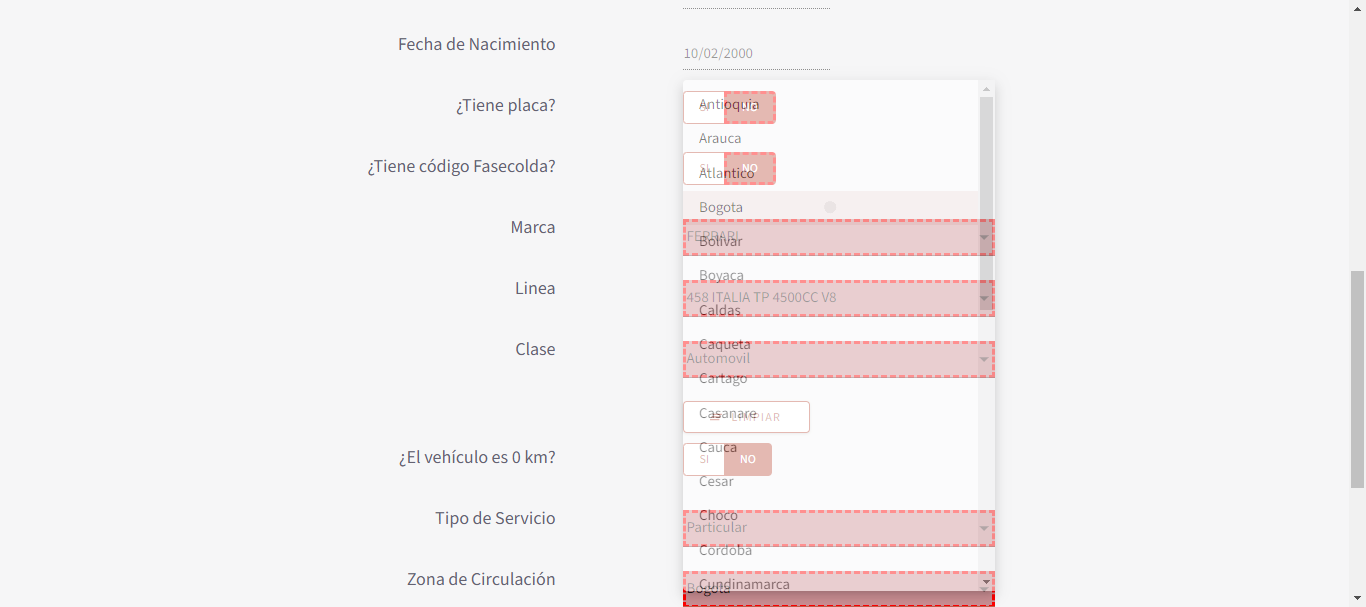 Fecha de Nacimiento
10/02/2000
¿Tiene placa?
SI NO
Antioquia
Arauca
¿Tiene código Fasecolda?
SI NO
Atlantico
Bogota
Marca
FERRARI
Bolivar
Boyaca
Linea
458 ITALIA TP 4500CC V8
Caldas
Caqueta
Clase
Automovil
Cartago
Casanare
LIMPIAR
Cauca
¿El vehículo es 0 km?
SI NO
Cesar
Choco
Tipo de Servicio
Particular
Cordoba
Zona de Circulación
Cundinamarca
Bogota